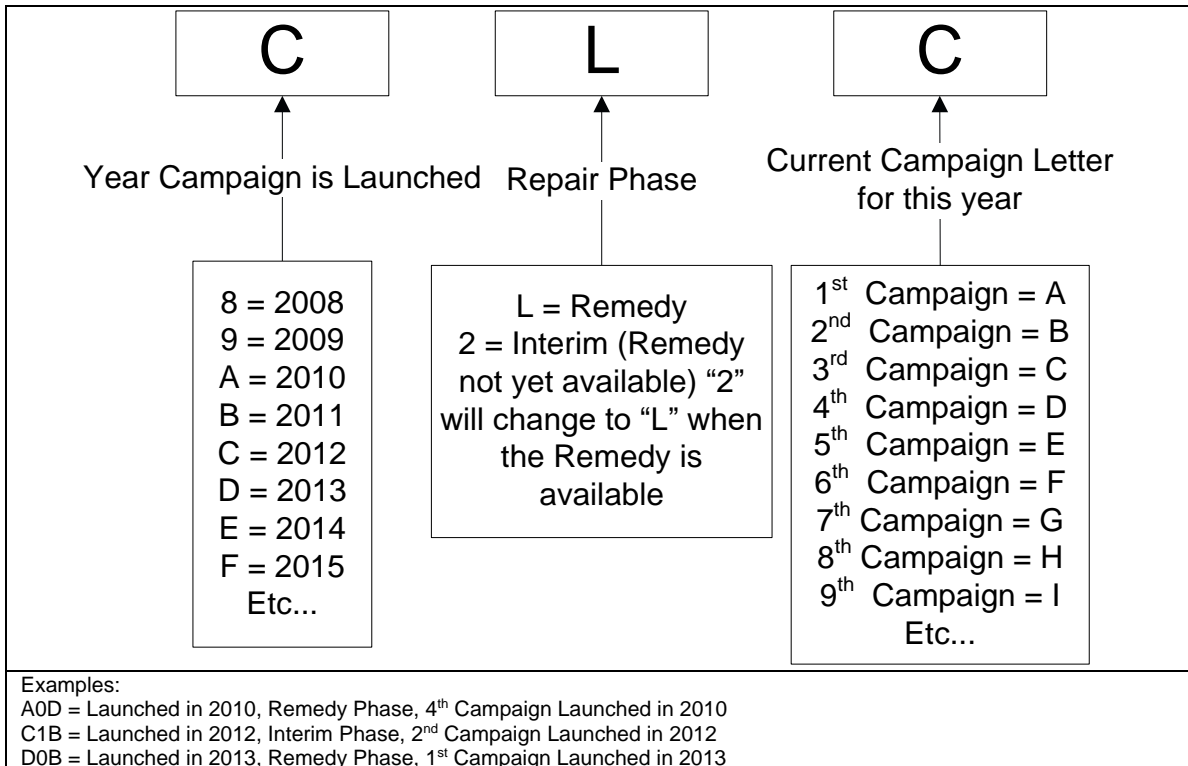 C L C
Year Campaign is Launched
Repair Phase
Current Campaign Letter
for this year
8 = 2008
9 = 2009
A = 2010
B = 2011
C = 2012
D = 2013
E = 2014
F = 2015
Etc...
L = Remedy
2 = Interim (Remedy
not yet available) “2”
will change to “L” when
the Remedy is
available
1st Campaign = A
2nd Campaign = B
3rd Campaign = C
4th Campaign = D
5th Campaign = E
6th Campaign = F
7th Campaign = G
8th Campaign = H
9th Campaign = I
Etc...
Examples:
A0D = Launched in 2010, Remedy Phase, 4th Campaign Launched in 2010
C1B = Launched in 2012, Interim Phase, 2nd Campaign Launched in 2012
D0B = Launched in 2013, Remedy Phase, 1st Campaign Launched in 2013